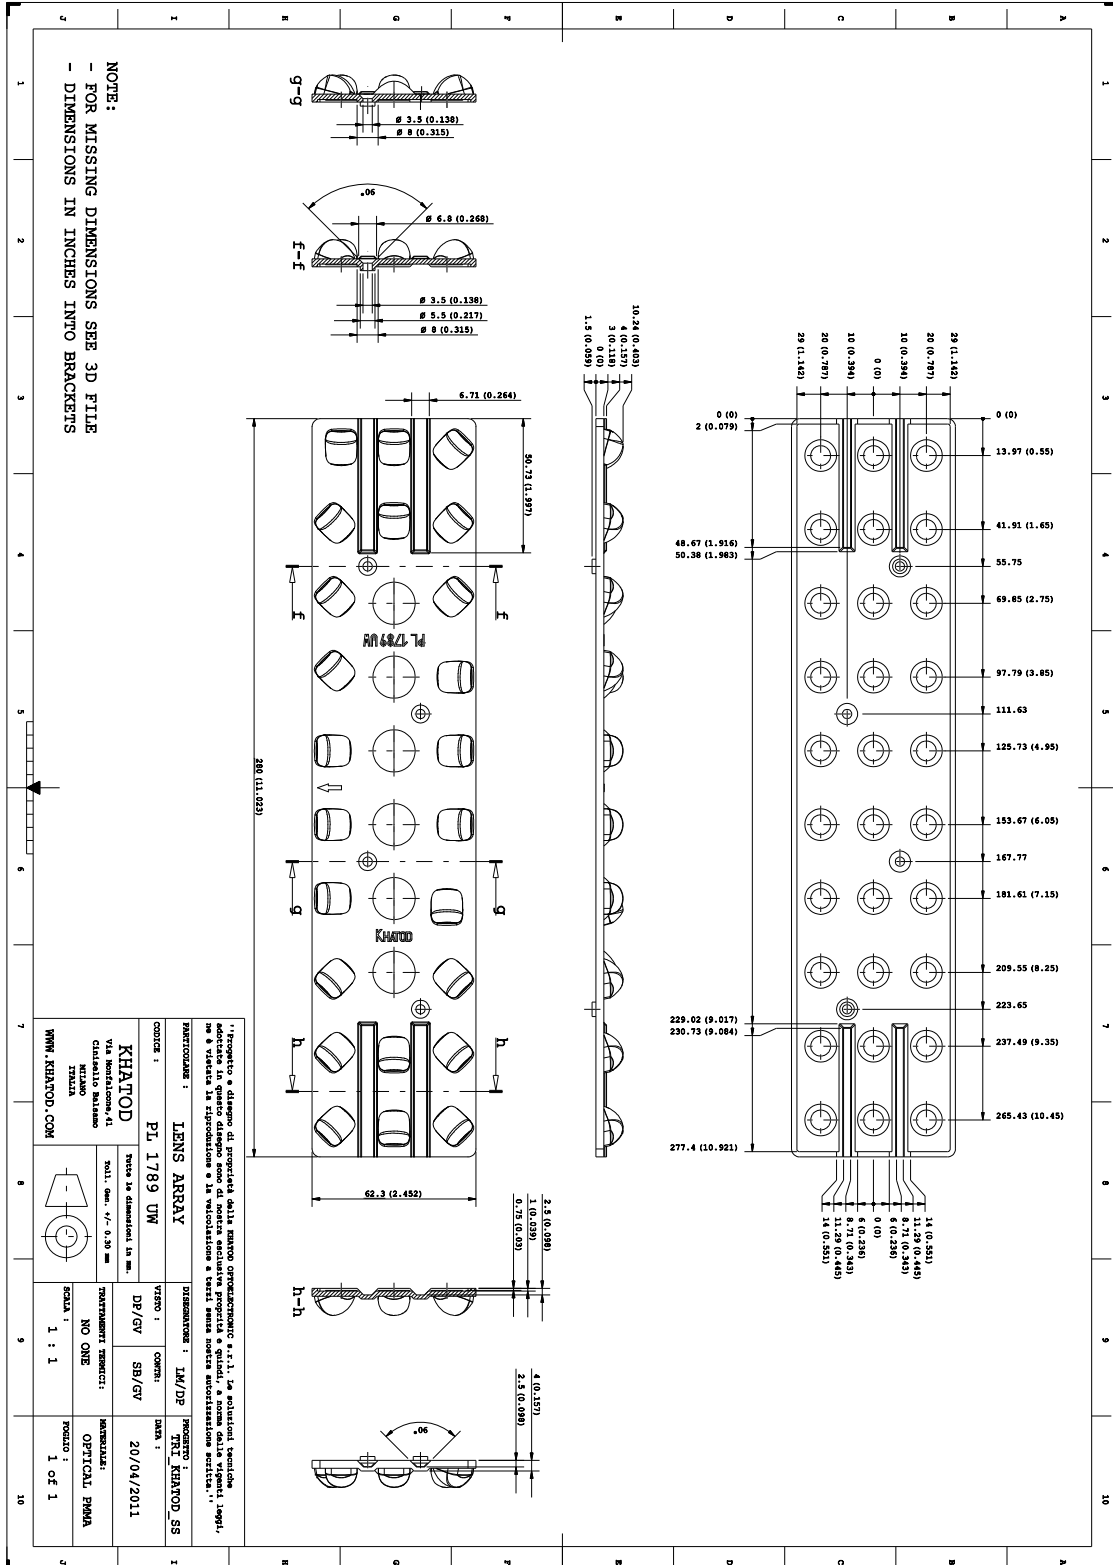 A
B
C
D
E
F
G
H
I
J
1
2
3
4
5
6
7
8
9
10
29 (1.142)
20 (0.787)
10 (0.394)
0 (0)
10 (0.394)
20 (0.787)
29 (1.142)
0 (0)
13.97 (0.55)
41.91 (1.65)
55.75
69.85 (2.75)
97.79 (3.85)
111.63
125.73 (4.95)
153.67 (6.05)
167.77
181.61 (7.15)
209.55 (8.25)
223.65
237.49 (9.35)
265.43 (10.45)
0 (0)
2 (0.079)
48.67 (1.916)
50.38 (1.983)
229.02 (9.017)
230.73 (9.084)
277.4 (10.921)
14 (0.551)
11.29 (0.445)
8.71 (0.343)
6 (0.236)
0 (0)
6 (0.236)
8.71 (0.343)
11.29 (0.445)
14 (0.551)
10.24 (0.403)
4 (0.157)
3 (0.118)
0 (0)
1.5 (0.059)
g-g
Ø 3.5 (0.138)
Ø 8 (0.315)
f-f
90°
Ø 6.8 (0.268)
Ø 3.5 (0.138)
Ø 5.5 (0.217)
Ø 8 (0.315)
6.71 (0.264)
50.73 (1.997)
f
f
g
g
h
h
PL 1789 UW
KHATOD
280 (11.023)
62.3 (2.452)
2.5 (0.098)
1 (0.039)
0.75 (0.03)
h-h
4 (0.157)
2.5 (0.098)
90°
NOTE:
- FOR MISSING DIMENSIONS SEE 3D FILE
- DIMENSIONS IN INCHES INTO BRACKETS
''Progetto e disegno di proprietà della KHATOD OPTOELECTRONIC s.r.l. Le soluzioni tecniche
adottate in questo disegno sono di nostra esclusiva proprità e quindi, a norma delle vigenti leggi,
ne è vietata la riproduzione e la veicolazione a terzi senza nostra autorizzazione scritta.''
PARTICOLARE : LENS ARRAY
DISEGNATORE : LM/DP
PROGETTO : TRI_KHATOD_SS
CODICE : PL 1789 UW
VISTO : DP/GV
CONTR: SB/GV
DATA : 20/04/2011
KHATOD
Via Monfalcone,41
Cinisello Balsamo
MILANO
ITALIA
WWW.KHATOD.COM
Tutte le dimensioni in mm.
Toll. Gen. +/- 0.30 mm
TRATTAMENTI TERMICI: NO ONE
MATERIALE: OPTICAL PMMA
SCALA : 1 : 1
FOGLIO : 1 of 1